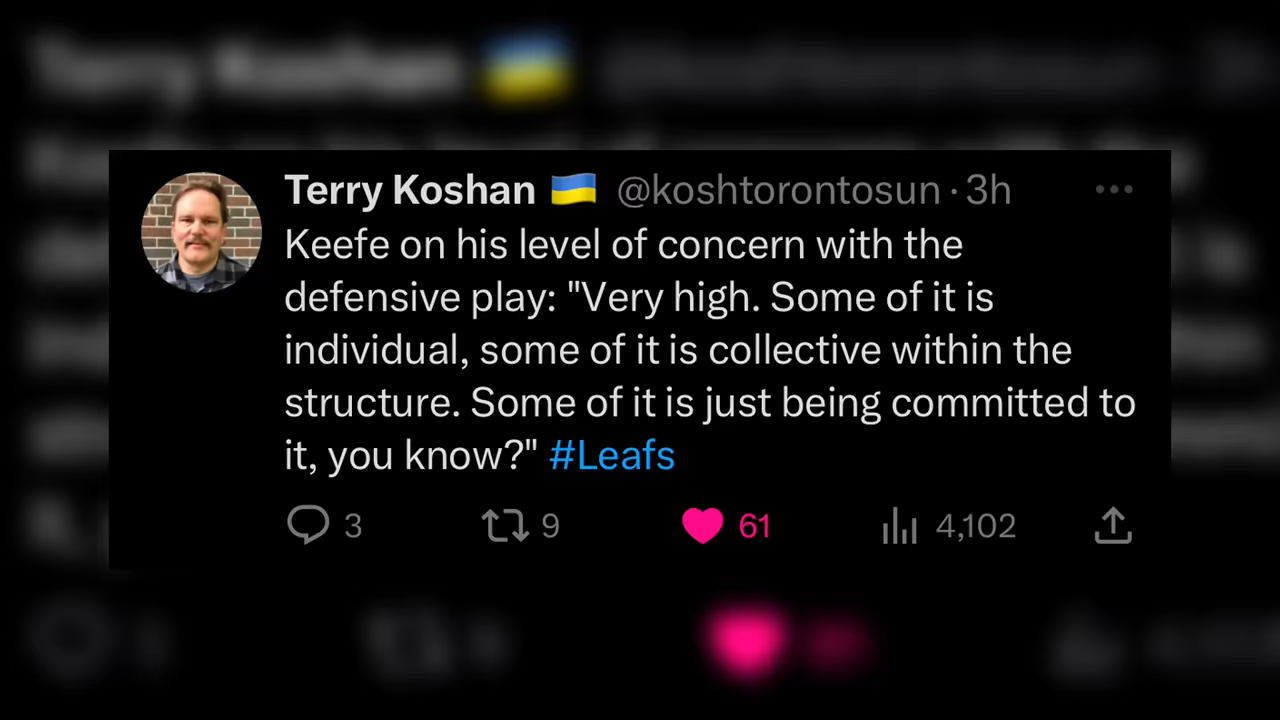 Terry Koshan 🇺🇦 @koshtorontosun · 3h
Keefe on his level of concern with the
defensive play: "Very high. Some of it is
individual, some of it is collective within the
structure. Some of it is just being committed to
it, you know?" #Leafs
3 9 61 4,102